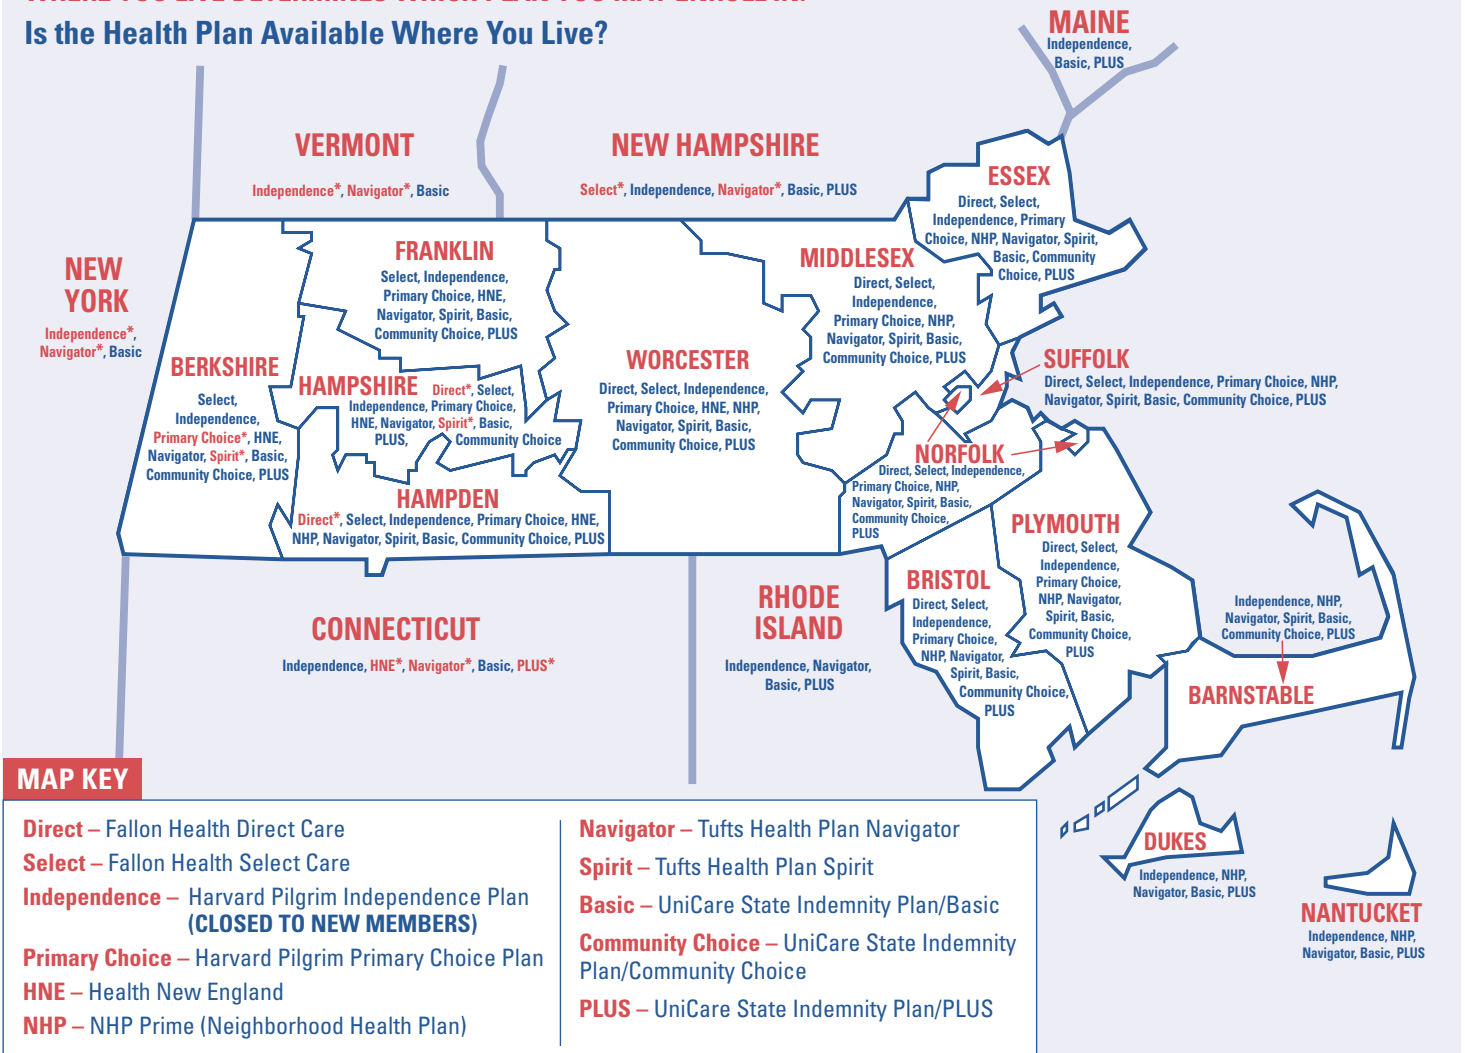 WHERE YOU LIVE DETERMINES WHICH PLAN YOU MAY ENROLL IN.
Is the Health Plan Available Where You Live?
MAINE
Independence,
Basic, PLUS
VERMONT
Independence*, Navigator*, Basic
NEW HAMPSHIRE
Select*, Independence, Navigator*, Basic, PLUS
ESSEX
Direct, Select,
Independence, Primary
Choice, NHP, Navigator, Spirit,
Basic, Community
Choice, PLUS
NEW
YORK
Independence*,
Navigator*, Basic
BERKSHIRE
Select,
Independence,
Primary Choice*, HNE,
Navigator, Spirit*, Basic,
Community Choice, PLUS
FRANKLIN
Select, Independence,
Primary Choice, HNE,
Navigator, Spirit, Basic,
Community Choice, PLUS
HAMPSHIRE
Direct*, Select,
Independence, Primary Choice,
HNE, Navigator, Spirit*, Basic,
PLUS, Community Choice
HAMPDEN
Direct*, Select, Independence, Primary Choice, HNE,
NHP, Navigator, Spirit, Basic, Community Choice, PLUS
WORCESTER
Direct, Select, Independence,
Primary Choice, HNE, NHP,
Navigator, Spirit, Basic,
Community Choice, PLUS
MIDDLESEX
Direct, Select,
Independence,
Primary Choice, NHP,
Navigator, Spirit, Basic,
Community Choice, PLUS
SUFFOLK
Direct, Select, Independence, Primary Choice, NHP,
Navigator, Spirit, Basic, Community Choice, PLUS
NORFOLK
Direct, Select, Independence,
Primary Choice, NHP,
Navigator, Spirit, Basic,
Community Choice,
PLUS
PLYMOUTH
Direct, Select,
Independence,
Primary Choice,
NHP, Navigator,
Spirit, Basic,
Community Choice,
PLUS
BRISTOL
Direct, Select,
Independence,
Primary Choice,
NHP, Navigator,
Spirit, Basic,
Community Choice,
PLUS
Independence, NHP,
Navigator, Spirit, Basic,
Community Choice, PLUS
BARNSTABLE
CONNECTICUT
Independence, HNE*, Navigator*, Basic, PLUS*
RHODE
ISLAND
Independence, Navigator,
Basic, PLUS
DUKES
Independence, NHP,
Navigator, Basic, PLUS
NANTUCKET
Independence, NHP,
Navigator, Basic, PLUS
MAP KEY
Direct – Fallon Health Direct Care
Select – Fallon Health Select Care
Independence – Harvard Pilgrim Independence Plan
(CLOSED TO NEW MEMBERS)
Primary Choice – Harvard Pilgrim Primary Choice Plan
HNE – Health New England
NHP – NHP Prime (Neighborhood Health Plan)
Navigator – Tufts Health Plan Navigator
Spirit – Tufts Health Plan Spirit
Basic – UniCare State Indemnity Plan/Basic
Community Choice – UniCare State Indemnity
Plan/Community Choice
PLUS – UniCare State Indemnity Plan/PLUS